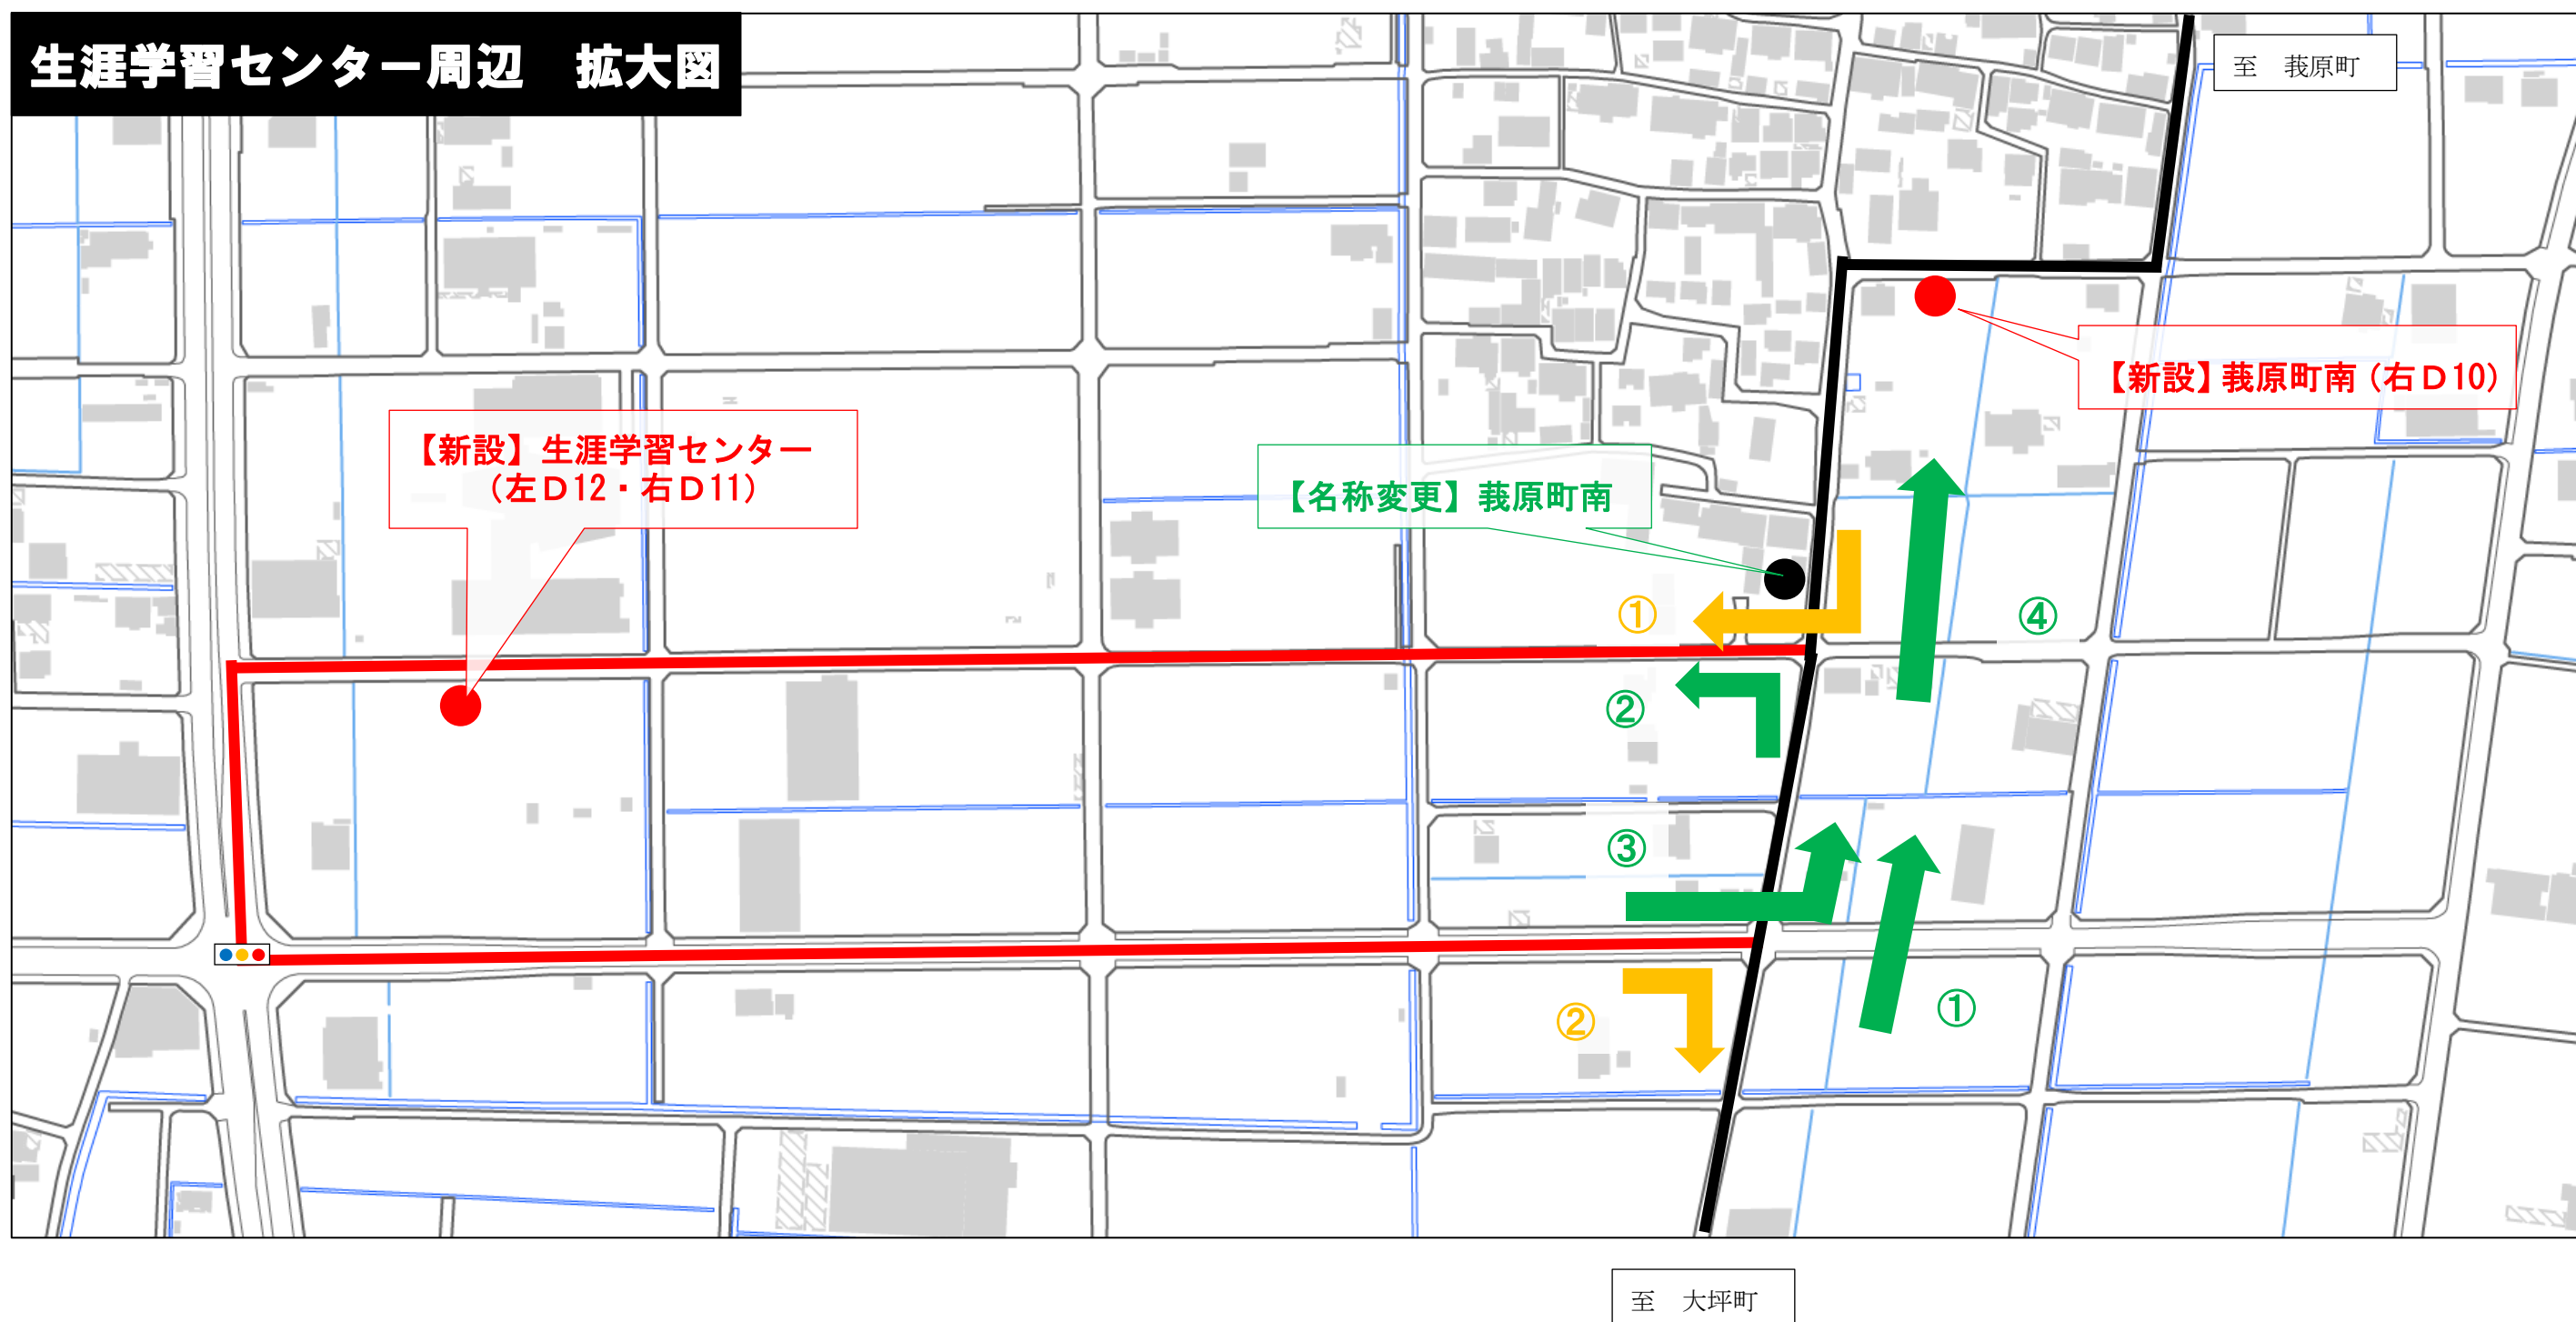 生涯学習センター周辺　拡大図
至　莪原町
【新設】莪原町南（右Ｄ10）
【新設】生涯学習センター
（左Ｄ12・右Ｄ11）
【名称変更】莪原町南
①
④
②
③
②
①
至　大坪町